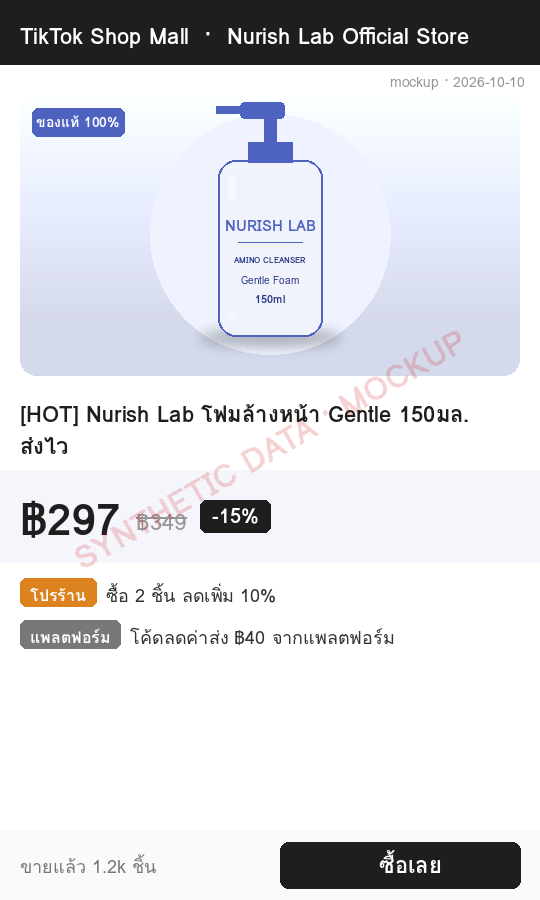 TikTok Shop Mall · Nurish Lab Official Store
mockup · 2026-10-10
ของแท้ 100%
NURISH LAB
AMINO CLEANSER
Gentle Foam
150ml
[HOT] Nurish Lab โฟมล้างหน้า Gentle 150มล.
ส่งไว
฿297 ฿349 -15%
โปรร้าน ซื้อ 2 ชิ้น ลดเพิ่ม 10%
แพลตฟอร์ม โค้ดลดค่าส่ง ฿40 จากแพลตฟอร์ม
SYNTHETIC DATA · MOCKUP
ขายแล้ว 1.2k ชิ้น ซื้อเลย